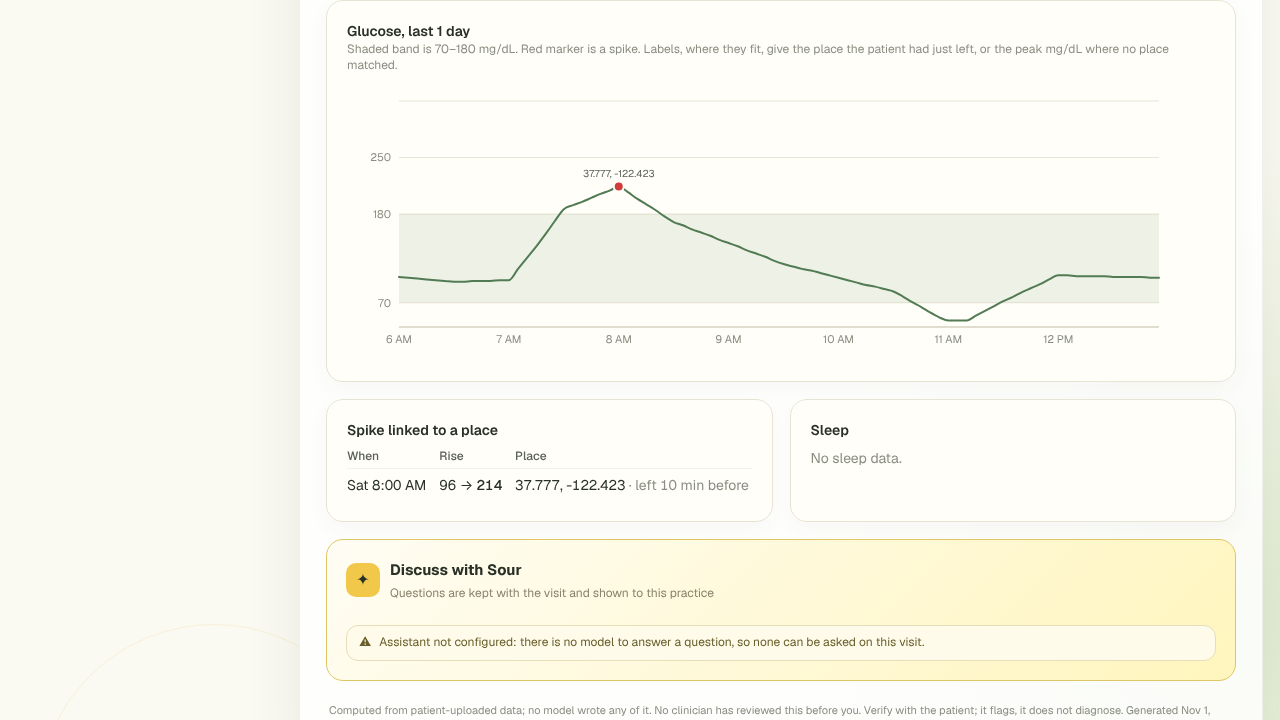 Glucose, last 1 day
Shaded band is 70–180 mg/dL. Red marker is a spike. Labels, where they fit, give the place the patient had just left, or the peak mg/dL where no place
matched.
250
37.777, -122.423
180
70
6 AM 7 AM 8 AM 9 AM 10 AM 11 AM 12 PM
Spike linked to a place
When Rise Place
Sat 8:00 AM 96 → 214 37.777, -122.423 · left 10 min before
Sleep
No sleep data.
Discuss with Sour
Questions are kept with the visit and shown to this practice
Assistant not configured: there is no model to answer a question, so none can be asked on this visit.
Computed from patient-uploaded data; no model wrote any of it. No clinician has reviewed this before you. Verify with the patient; it flags, it does not diagnose. Generated Nov 1,